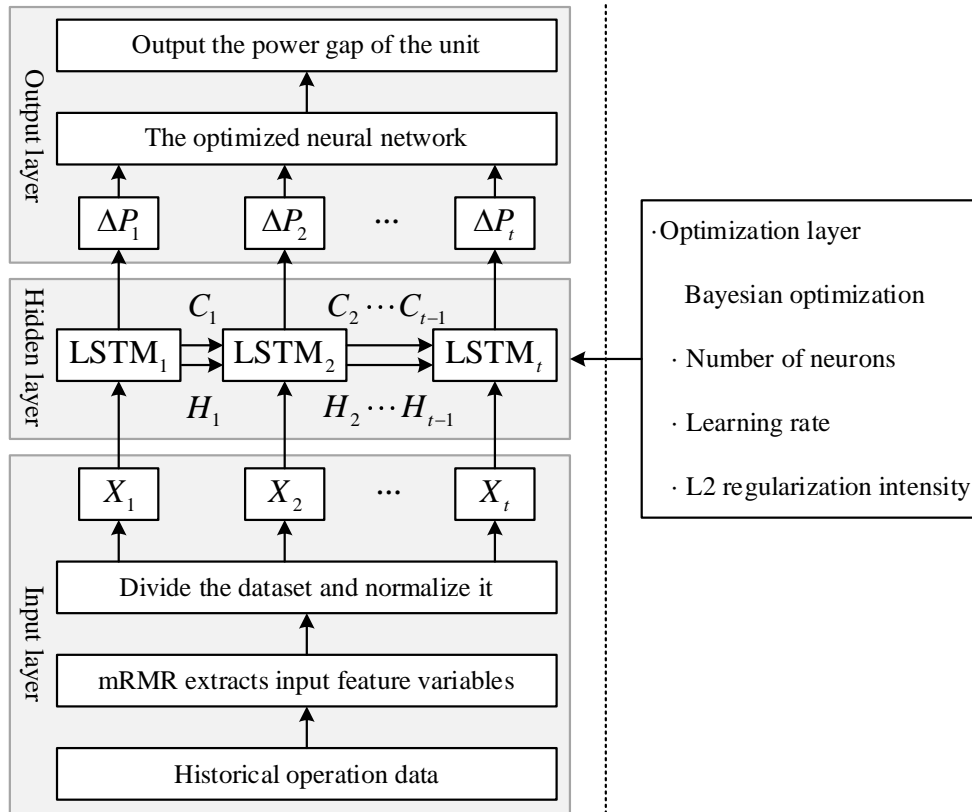 Output layer
Output the power gap of the unit
The optimized neural network
ΔP₁
ΔP₂
...
ΔPₜ
Hidden layer
C₁
C₂ ⋯ Cₜ₋₁
LSTM₁
LSTM₂
LSTMₜ
H₁
H₂ ⋯ Hₜ₋₁
Input layer
X₁
X₂
...
Xₜ
Divide the dataset and normalize it
mRMR extracts input feature variables
Historical operation data
·Optimization layer
Bayesian optimization
· Number of neurons
· Learning rate
· L2 regularization intensity